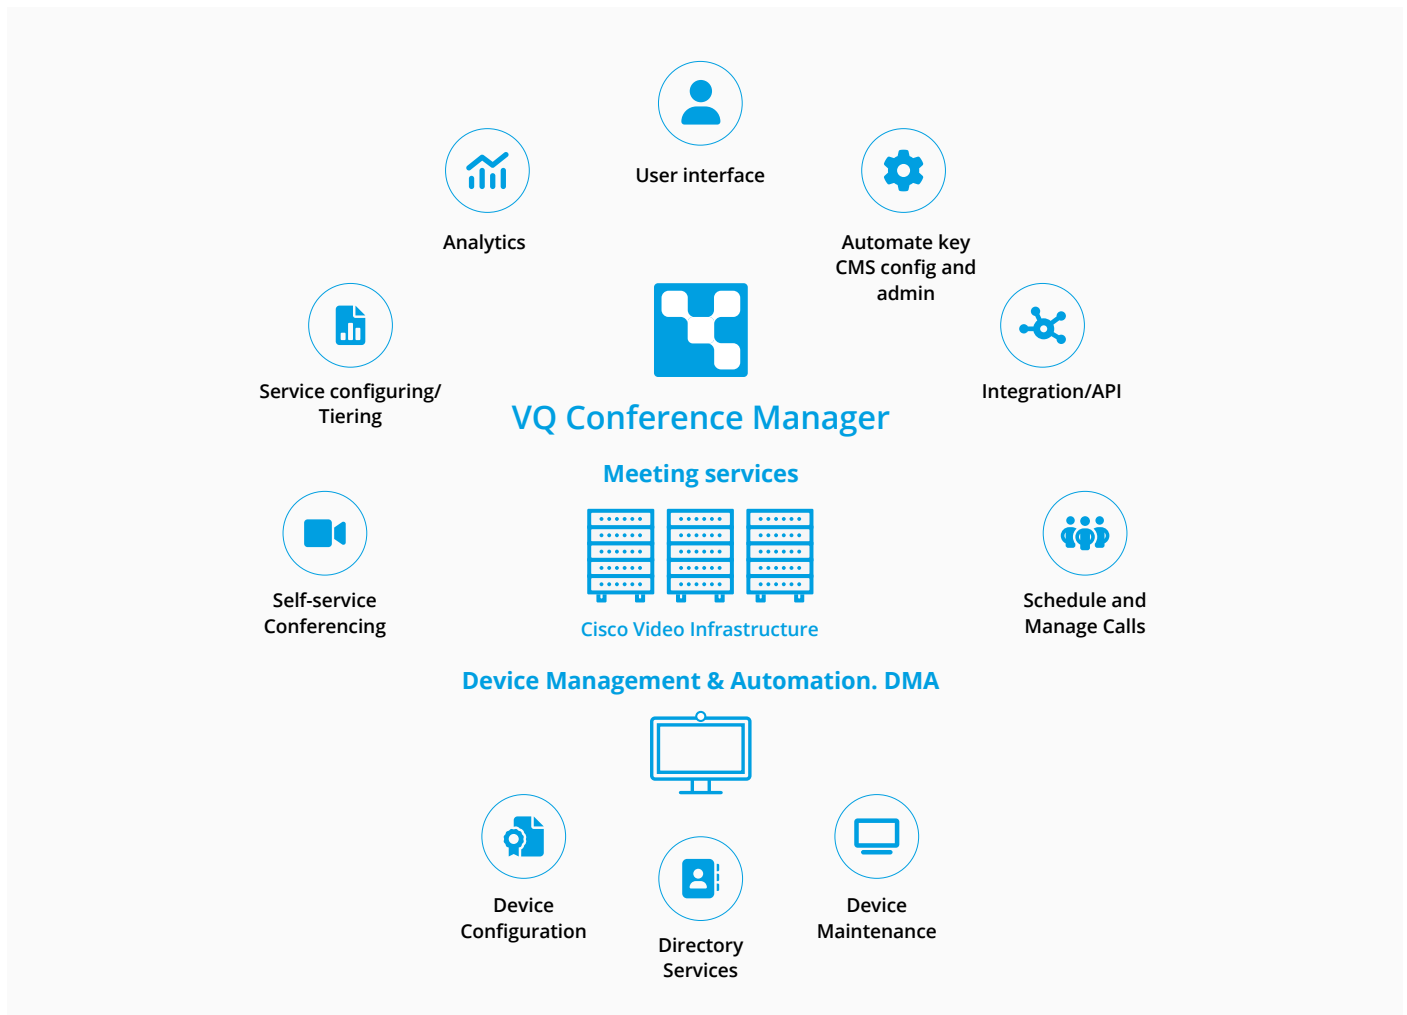 User interface
Analytics
Automate key
CMS config and
admin
Service configuring/
Tiering
Integration/API
VQ Conference Manager
Meeting services
Self-service
Conferencing
Cisco Video Infrastructure
Schedule and
Manage Calls
Device Management & Automation. DMA
Device
Configuration
Directory
Services
Device
Maintenance